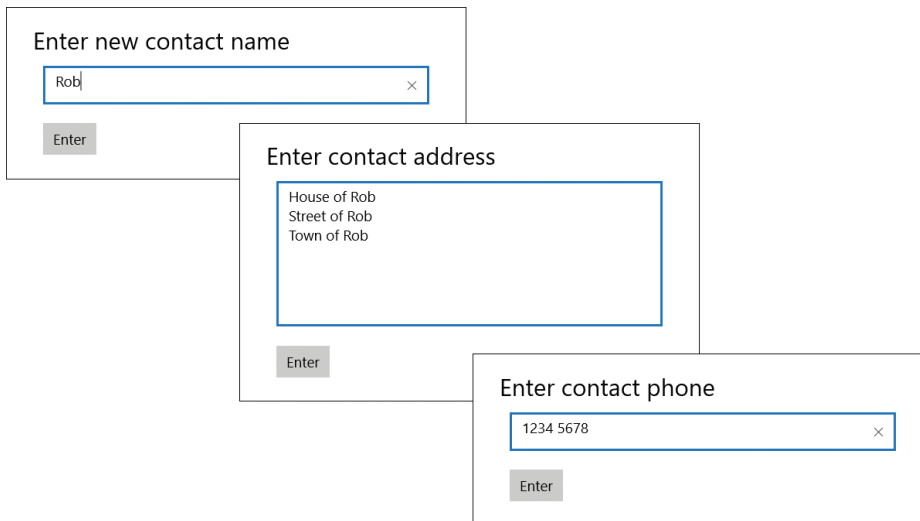 Enter new contact name
Rob
Enter
Enter contact address
House of Rob
Street of Rob
Town of Rob
Enter
Enter contact phone
1234 5678
Enter